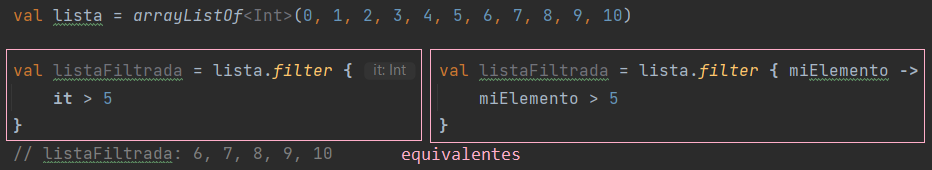 val lista = arrayListOf<Int>(0, 1, 2, 3, 4, 5, 6, 7, 8, 9, 10)
val listaFiltrada = lista.filter { it: Int
it > 5
}
val listaFiltrada = lista.filter { miElemento ->
miElemento > 5
}
// listaFiltrada: 6, 7, 8, 9, 10
equivalentes